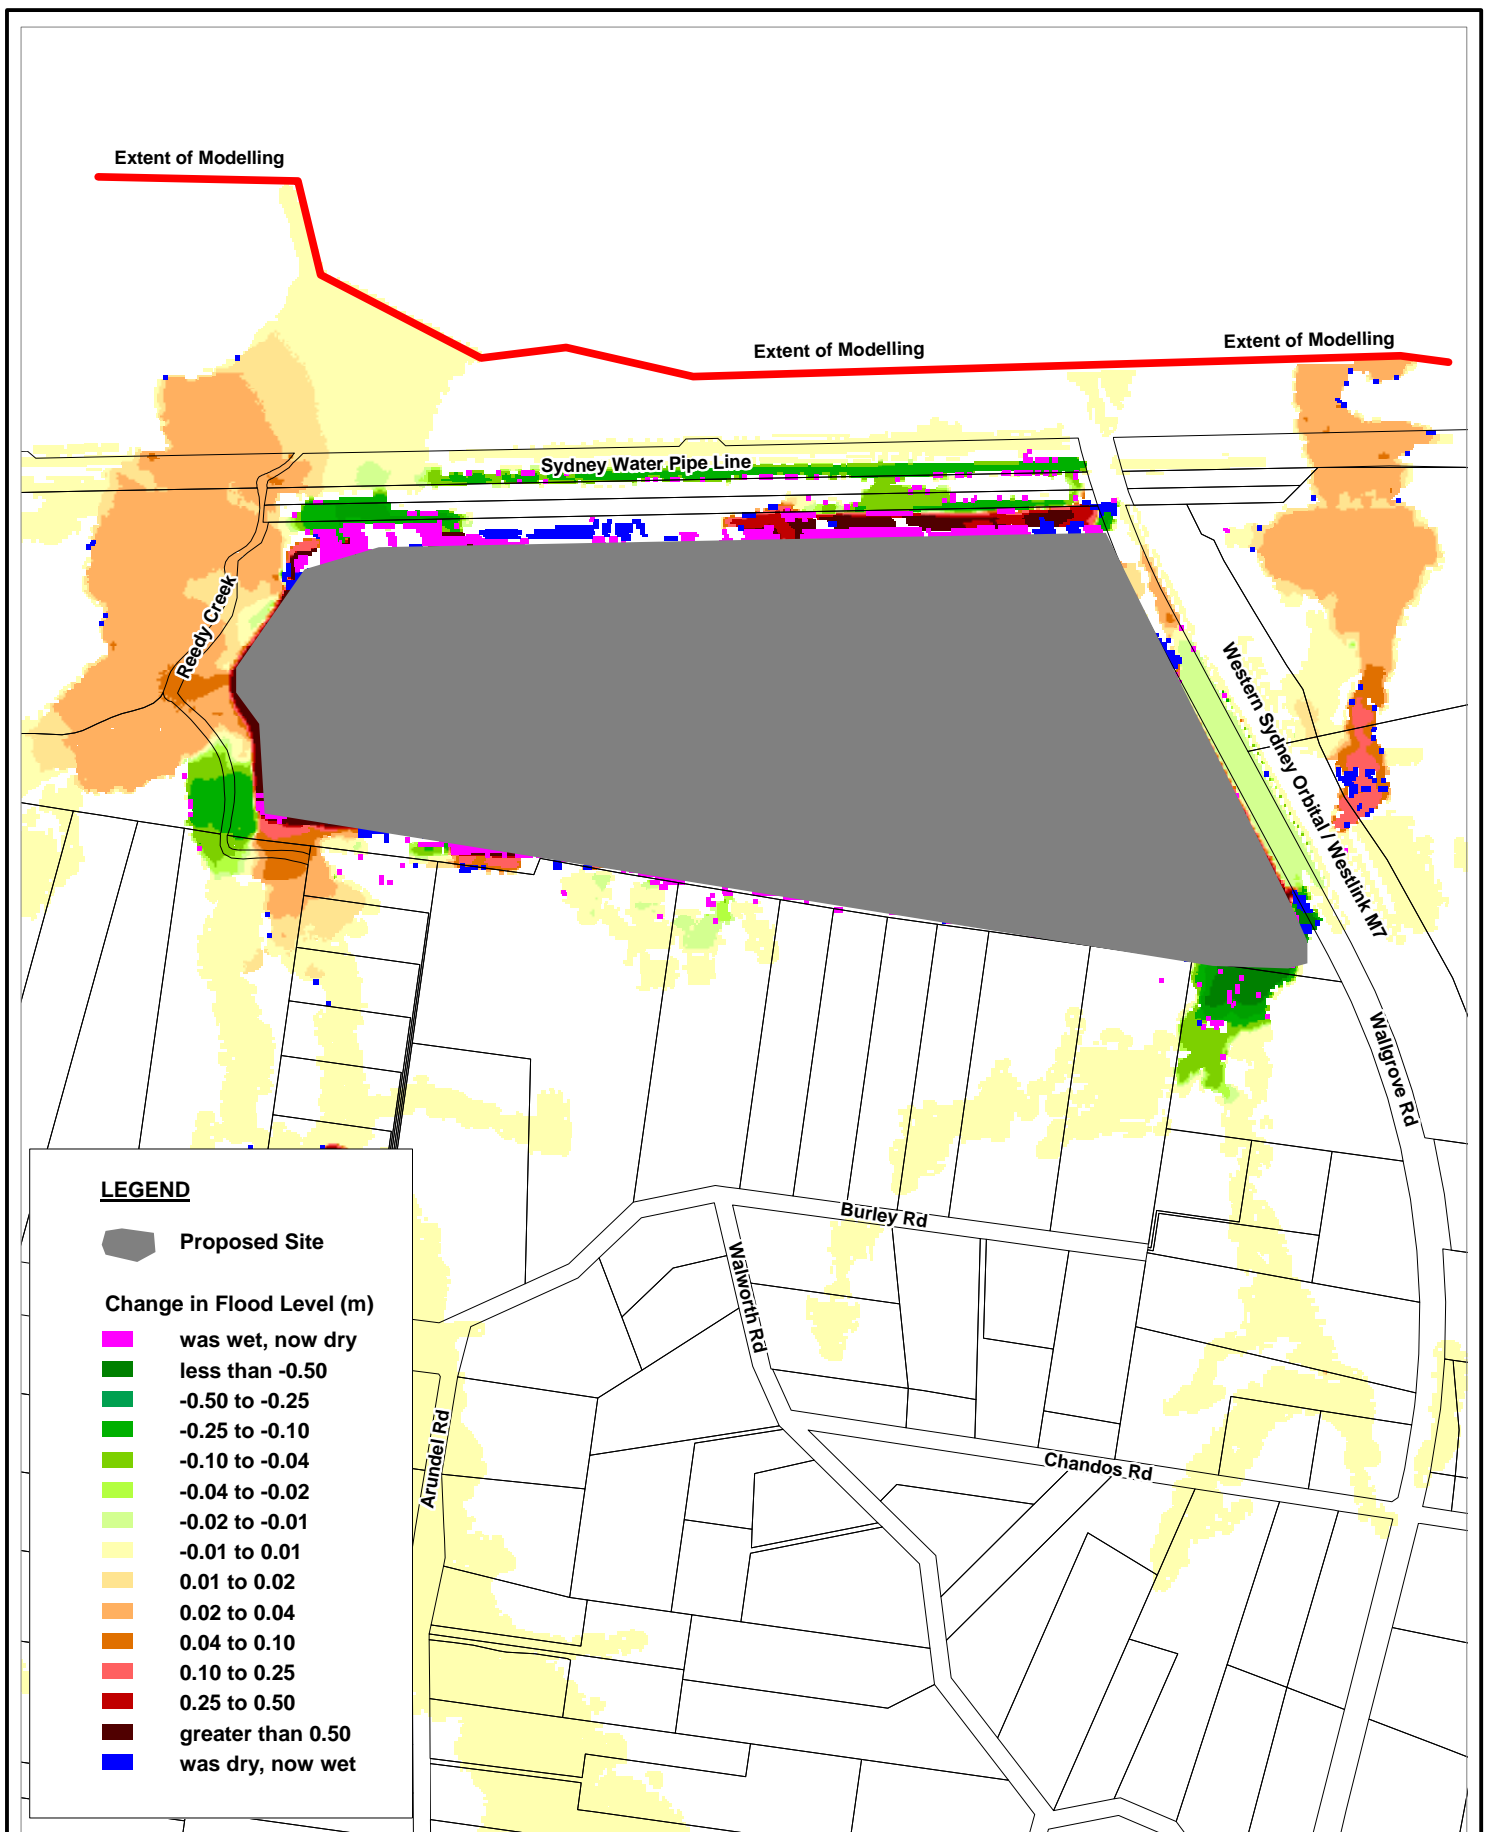 Extent of Modelling
Extent of Modelling
Extent of Modelling
Sydney Water Pipe Line
Reedy Creek
Western Sydney Orbital / Westlink M7
Wallgrove Rd
Burley Rd
Walworth Rd
Chandos Rd
Arundel Rd
LEGEND
Proposed Site
Change in Flood Level (m)
was wet, now dry
less than -0.50
-0.50 to -0.25
-0.25 to -0.10
-0.10 to -0.04
-0.04 to -0.02
-0.02 to -0.01
-0.01 to 0.01
0.01 to 0.02
0.02 to 0.04
0.04 to 0.10
0.10 to 0.25
0.25 to 0.50
greater than 0.50
was dry, now wet